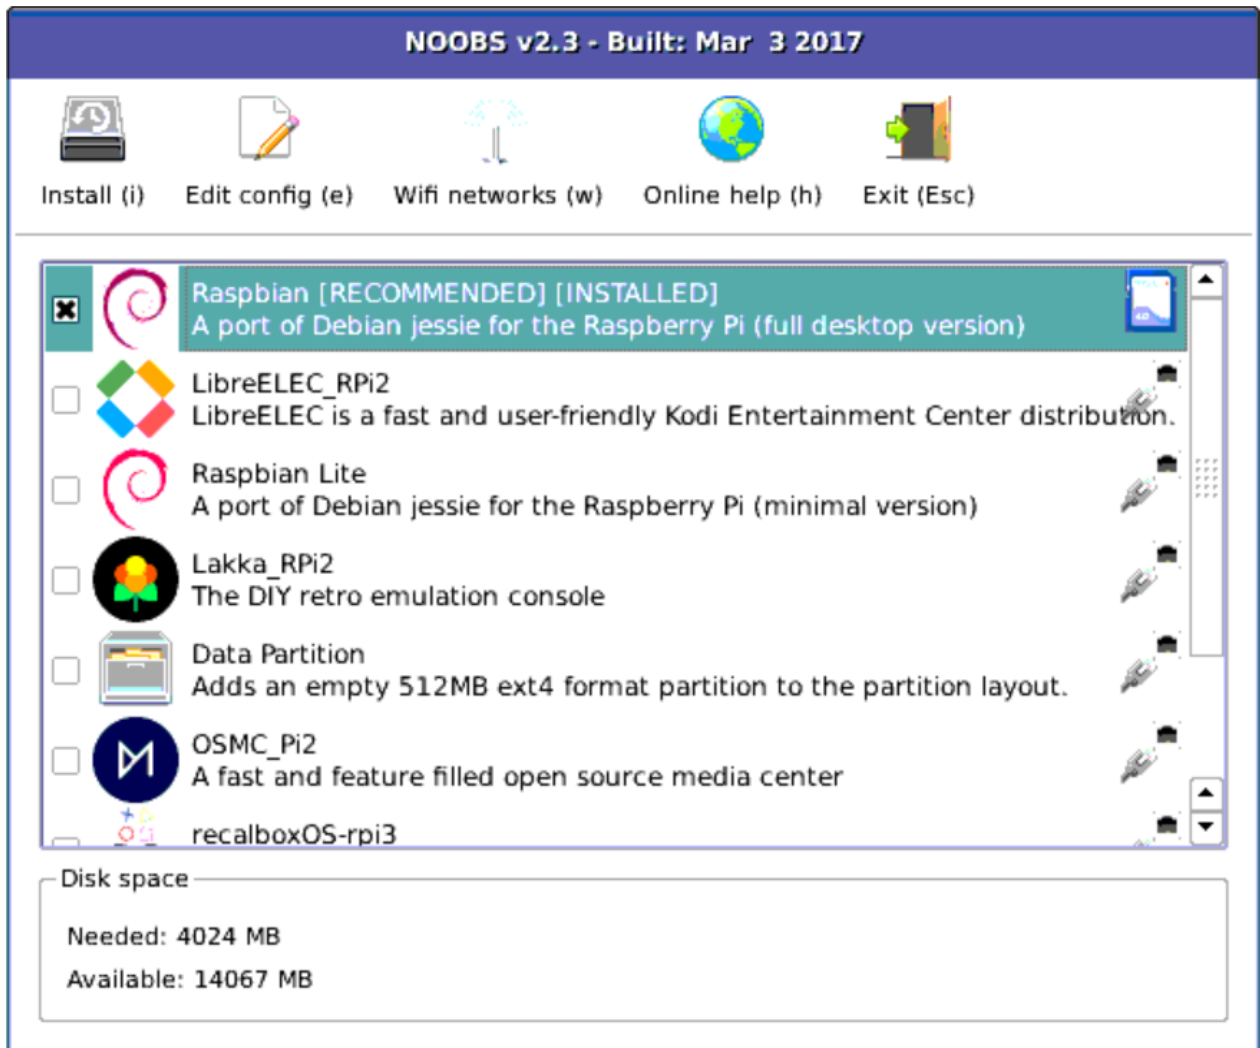 NOOBS v2.3 - Built: Mar  3 2017
Install (i) Edit config (e) Wifi networks (w) Online help (h) Exit (Esc)
Raspbian [RECOMMENDED] [INSTALLED]
A port of Debian jessie for the Raspberry Pi (full desktop version)
LibreELEC_RPi2
LibreELEC is a fast and user-friendly Kodi Entertainment Center distribution.
Raspbian Lite
A port of Debian jessie for the Raspberry Pi (minimal version)
Lakka_RPi2
The DIY retro emulation console
Data Partition
Adds an empty 512MB ext4 format partition to the partition layout.
OSMC_Pi2
A fast and feature filled open source media center
recalboxOS-rpi3
Disk space
Needed: 4024 MB
Available: 14067 MB